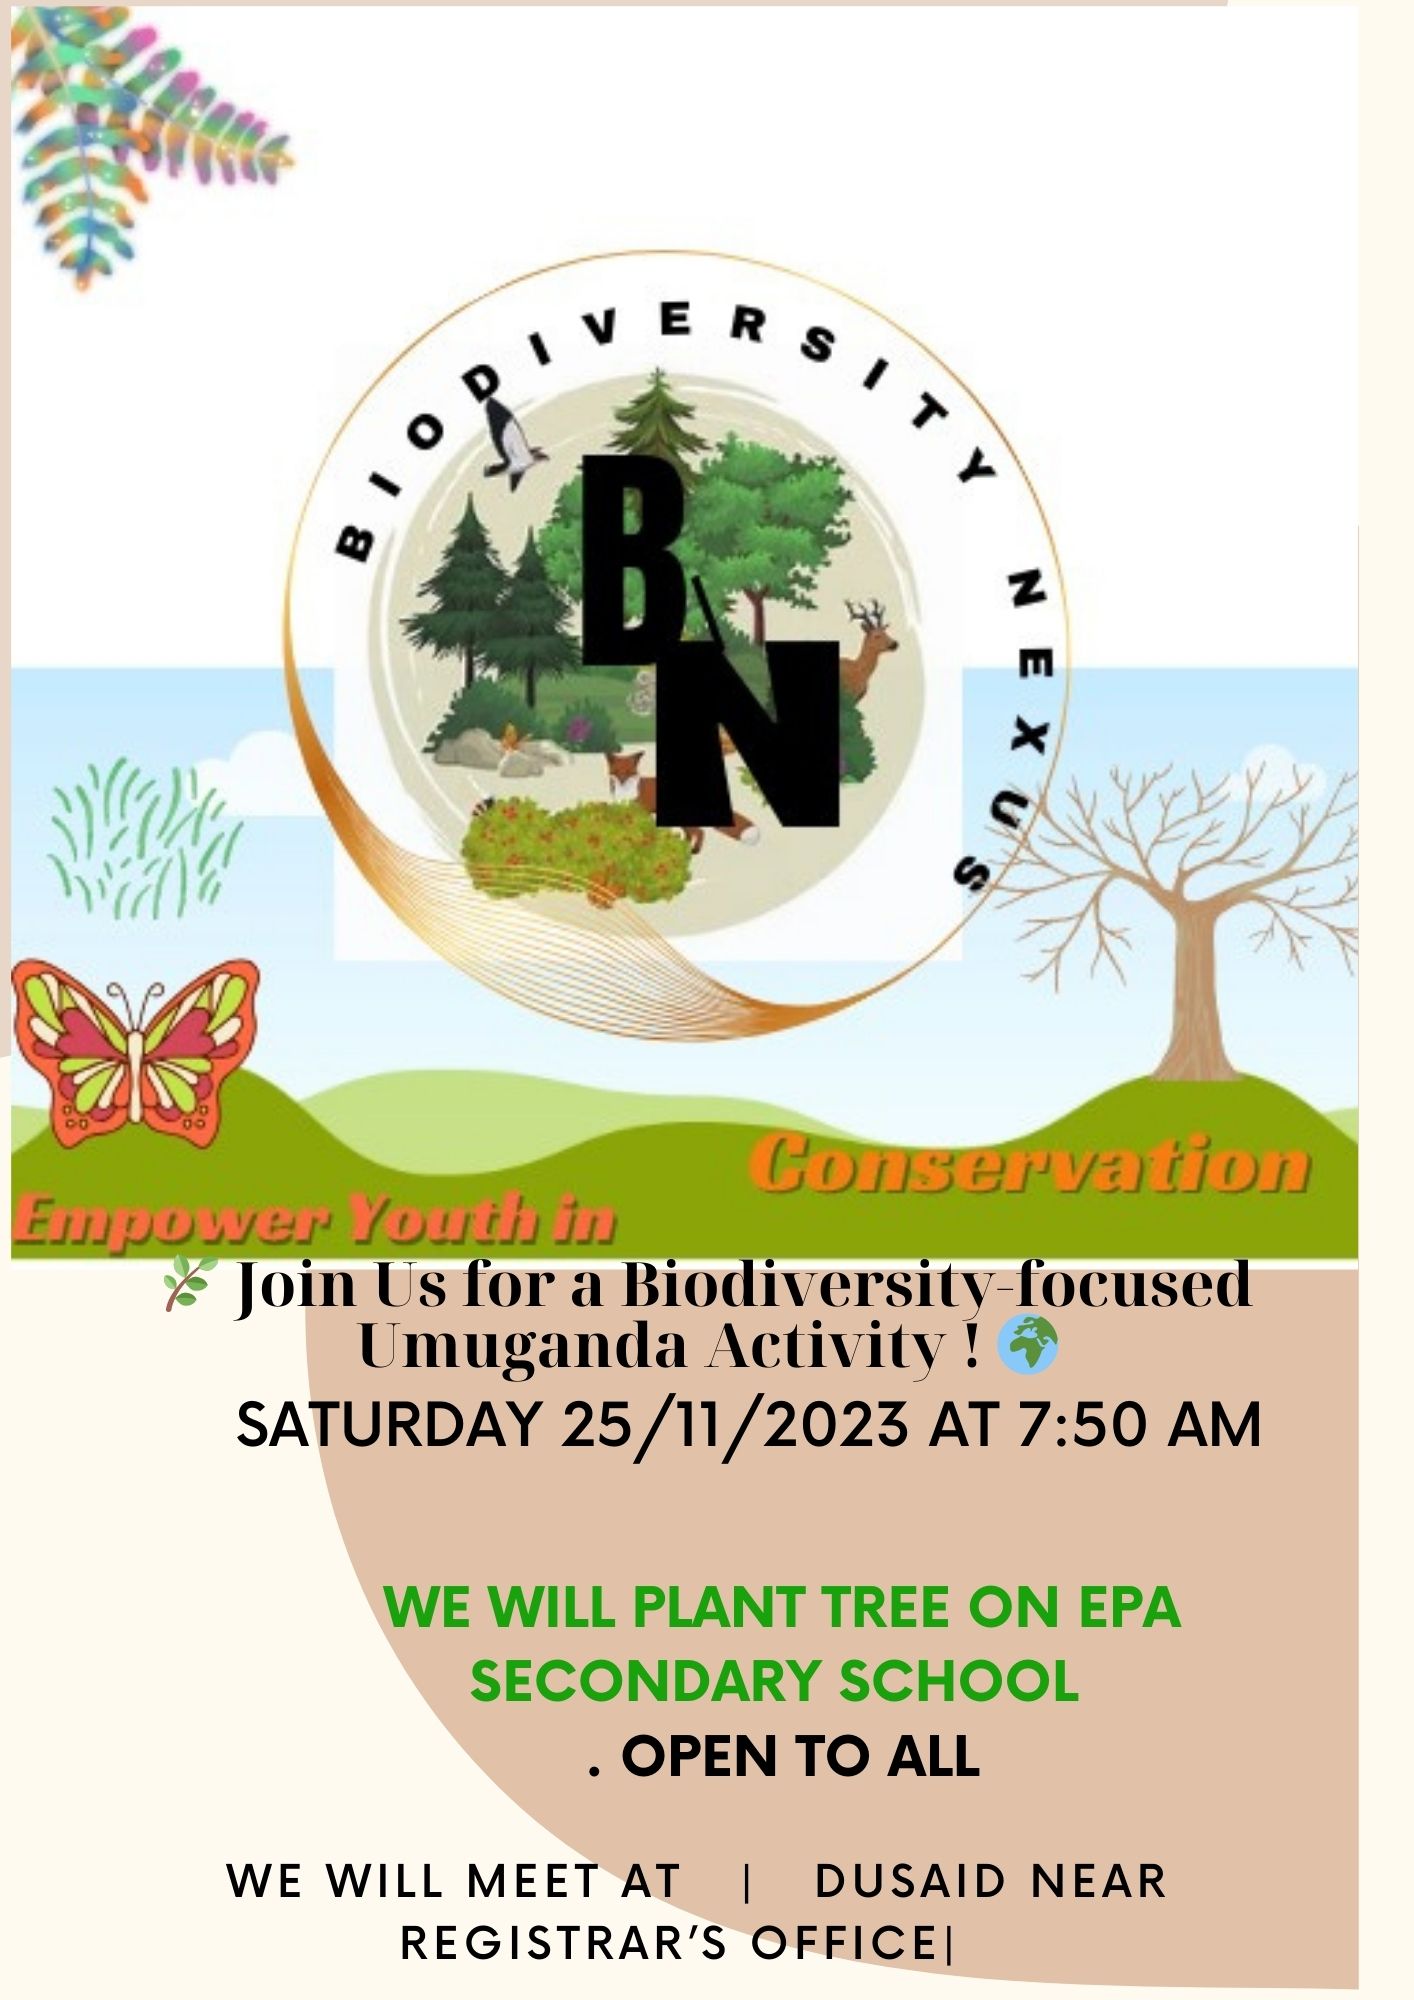 BIODIVERSITY NEXUS
B
N
Conservation
Empower Youth in
🌿 Join Us for a Biodiversity-focused
Umuganda Activity ! 🌍
SATURDAY 25/11/2023 AT 7:50 AM
WE WILL PLANT TREE ON EPA
SECONDARY SCHOOL
. OPEN TO ALL
WE WILL MEET AT | DUSAID NEAR
REGISTRAR’S OFFICE|